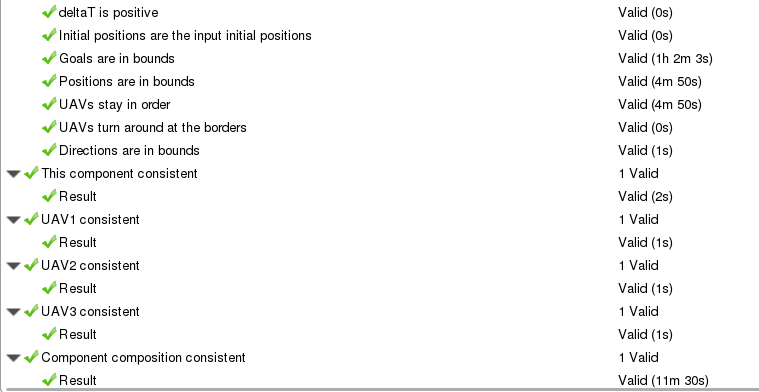 deltaT is positive Valid (0s)
Initial positions are the input initial positions Valid (0s)
Goals are in bounds Valid (1h 2m 3s)
Positions are in bounds Valid (4m 50s)
UAVs stay in order Valid (4m 50s)
UAVs turn around at the borders Valid (0s)
Directions are in bounds Valid (1s)
This component consistent 1 Valid
Result Valid (2s)
UAV1 consistent 1 Valid
Result Valid (1s)
UAV2 consistent 1 Valid
Result Valid (1s)
UAV3 consistent 1 Valid
Result Valid (1s)
Component composition consistent 1 Valid
Result Valid (11m 30s)